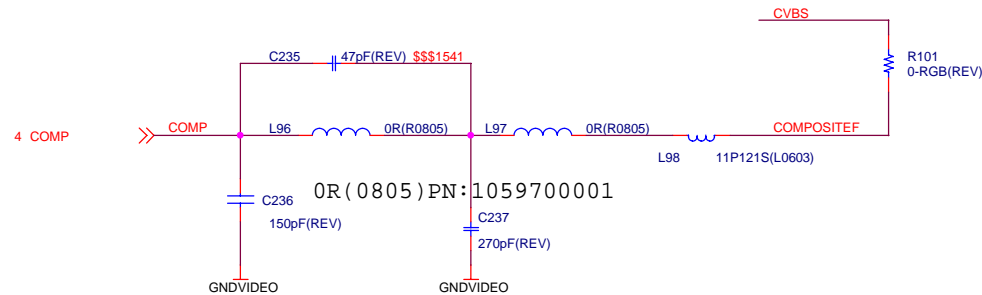 CVBS
C235 47pF(REV) $$$1541
R101
0-RGB(REV)
4 COMP
COMP
L96 0R(R0805) L97 0R(R0805)
COMPOSITEF
L98 11P121S(L0603)
0R(0805)PN:1059700001
C236
150pF(REV)
C237
270pF(REV)
GNDVIDEO GNDVIDEO